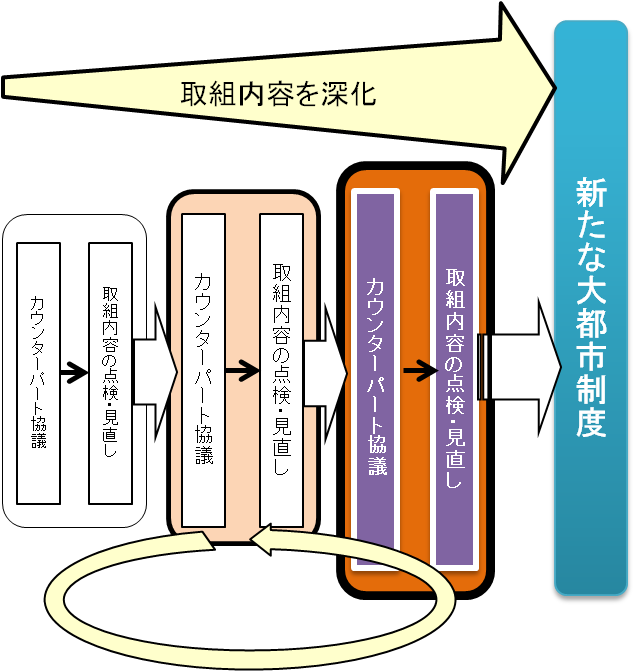 取組内容を深化
カウンターパート協議
取組内容の点検・見直し
カウンターパート協議
取組内容の点検・見直し
カウンターパート協議
取組内容の点検・見直し
新たな大都市制度